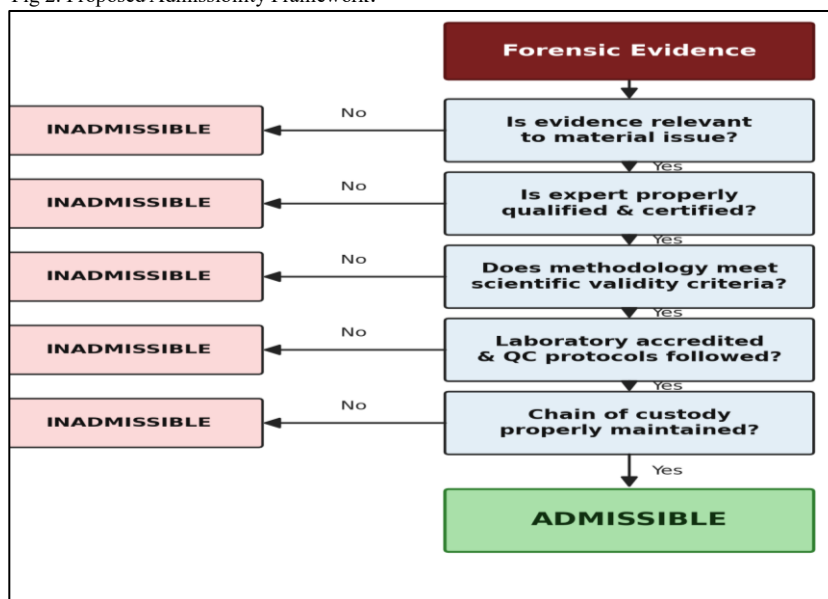 Fig 2. Proposed Admissibility Framework.
Forensic Evidence
INADMISSIBLE
No
Is evidence relevant
to material issue?
Yes
INADMISSIBLE
No
Is expert properly
qualified & certified?
Yes
INADMISSIBLE
No
Does methodology meet
scientific validity criteria?
Yes
INADMISSIBLE
No
Laboratory accredited
& QC protocols followed?
Yes
INADMISSIBLE
No
Chain of custody
properly maintained?
Yes
ADMISSIBLE